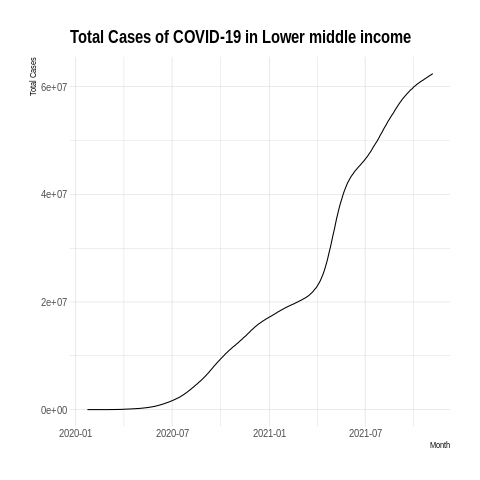 Total Cases of COVID-19 in Lower middle income
Total Cases
6e+07
4e+07
2e+07
0e+00
2020-01 2020-07 2021-01 2021-07
Month